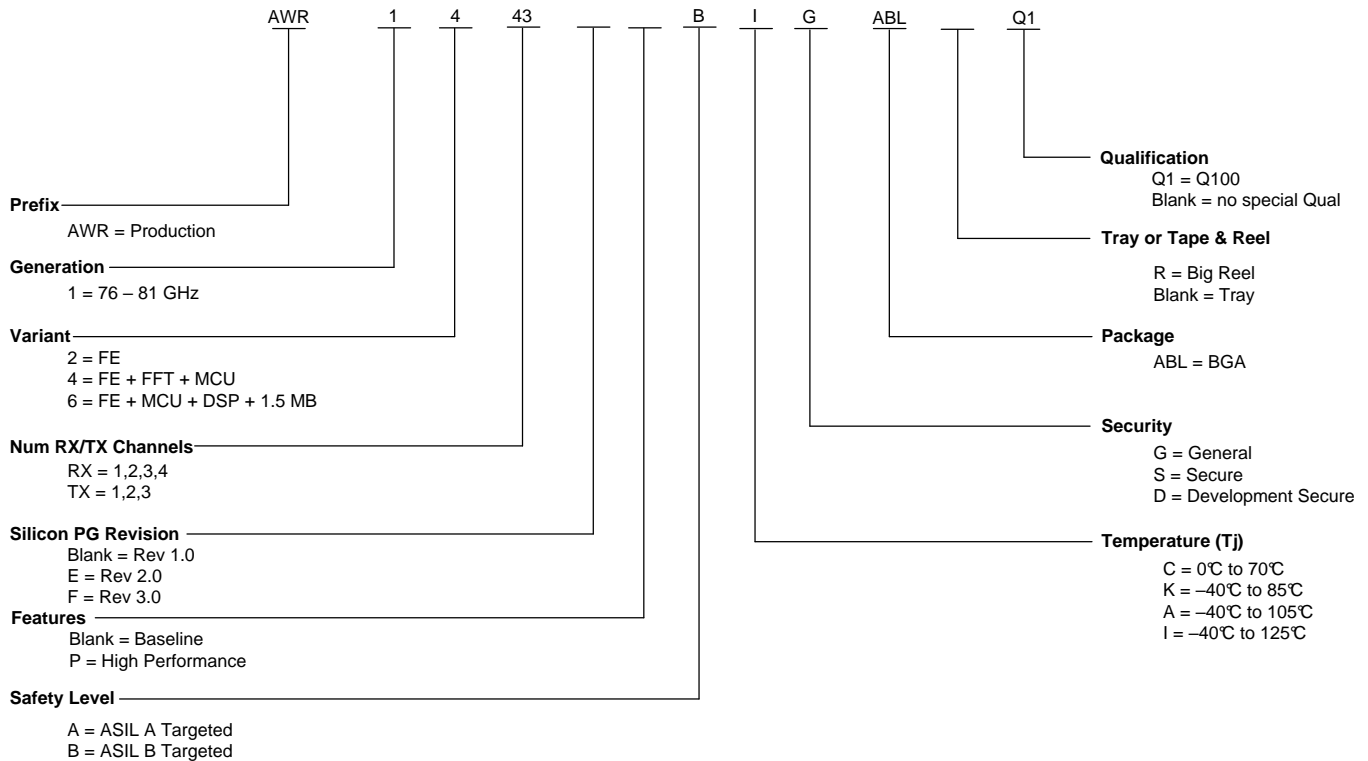 AWR 1 4 43 B I G ABL Q1
Prefix
AWR = Production
Generation
1 = 76 – 81 GHz
Variant
2 = FE
4 = FE + FFT + MCU
6 = FE + MCU + DSP + 1.5 MB
Num RX/TX Channels
RX = 1,2,3,4
TX = 1,2,3
Silicon PG Revision
Blank = Rev 1.0
E = Rev 2.0
F = Rev 3.0
Features
Blank = Baseline
P = High Performance
Safety Level
A = ASIL A Targeted
B = ASIL B Targeted
Qualification
Q1 = Q100
Blank = no special Qual
Tray or Tape & Reel
R = Big Reel
Blank = Tray
Package
ABL = BGA
Security
G = General
S = Secure
D = Development Secure
Temperature (Tj)
C = 0°C to 70°C
K = –40°C to 85°C
A = –40°C to 105°C
I = –40°C to 125°C